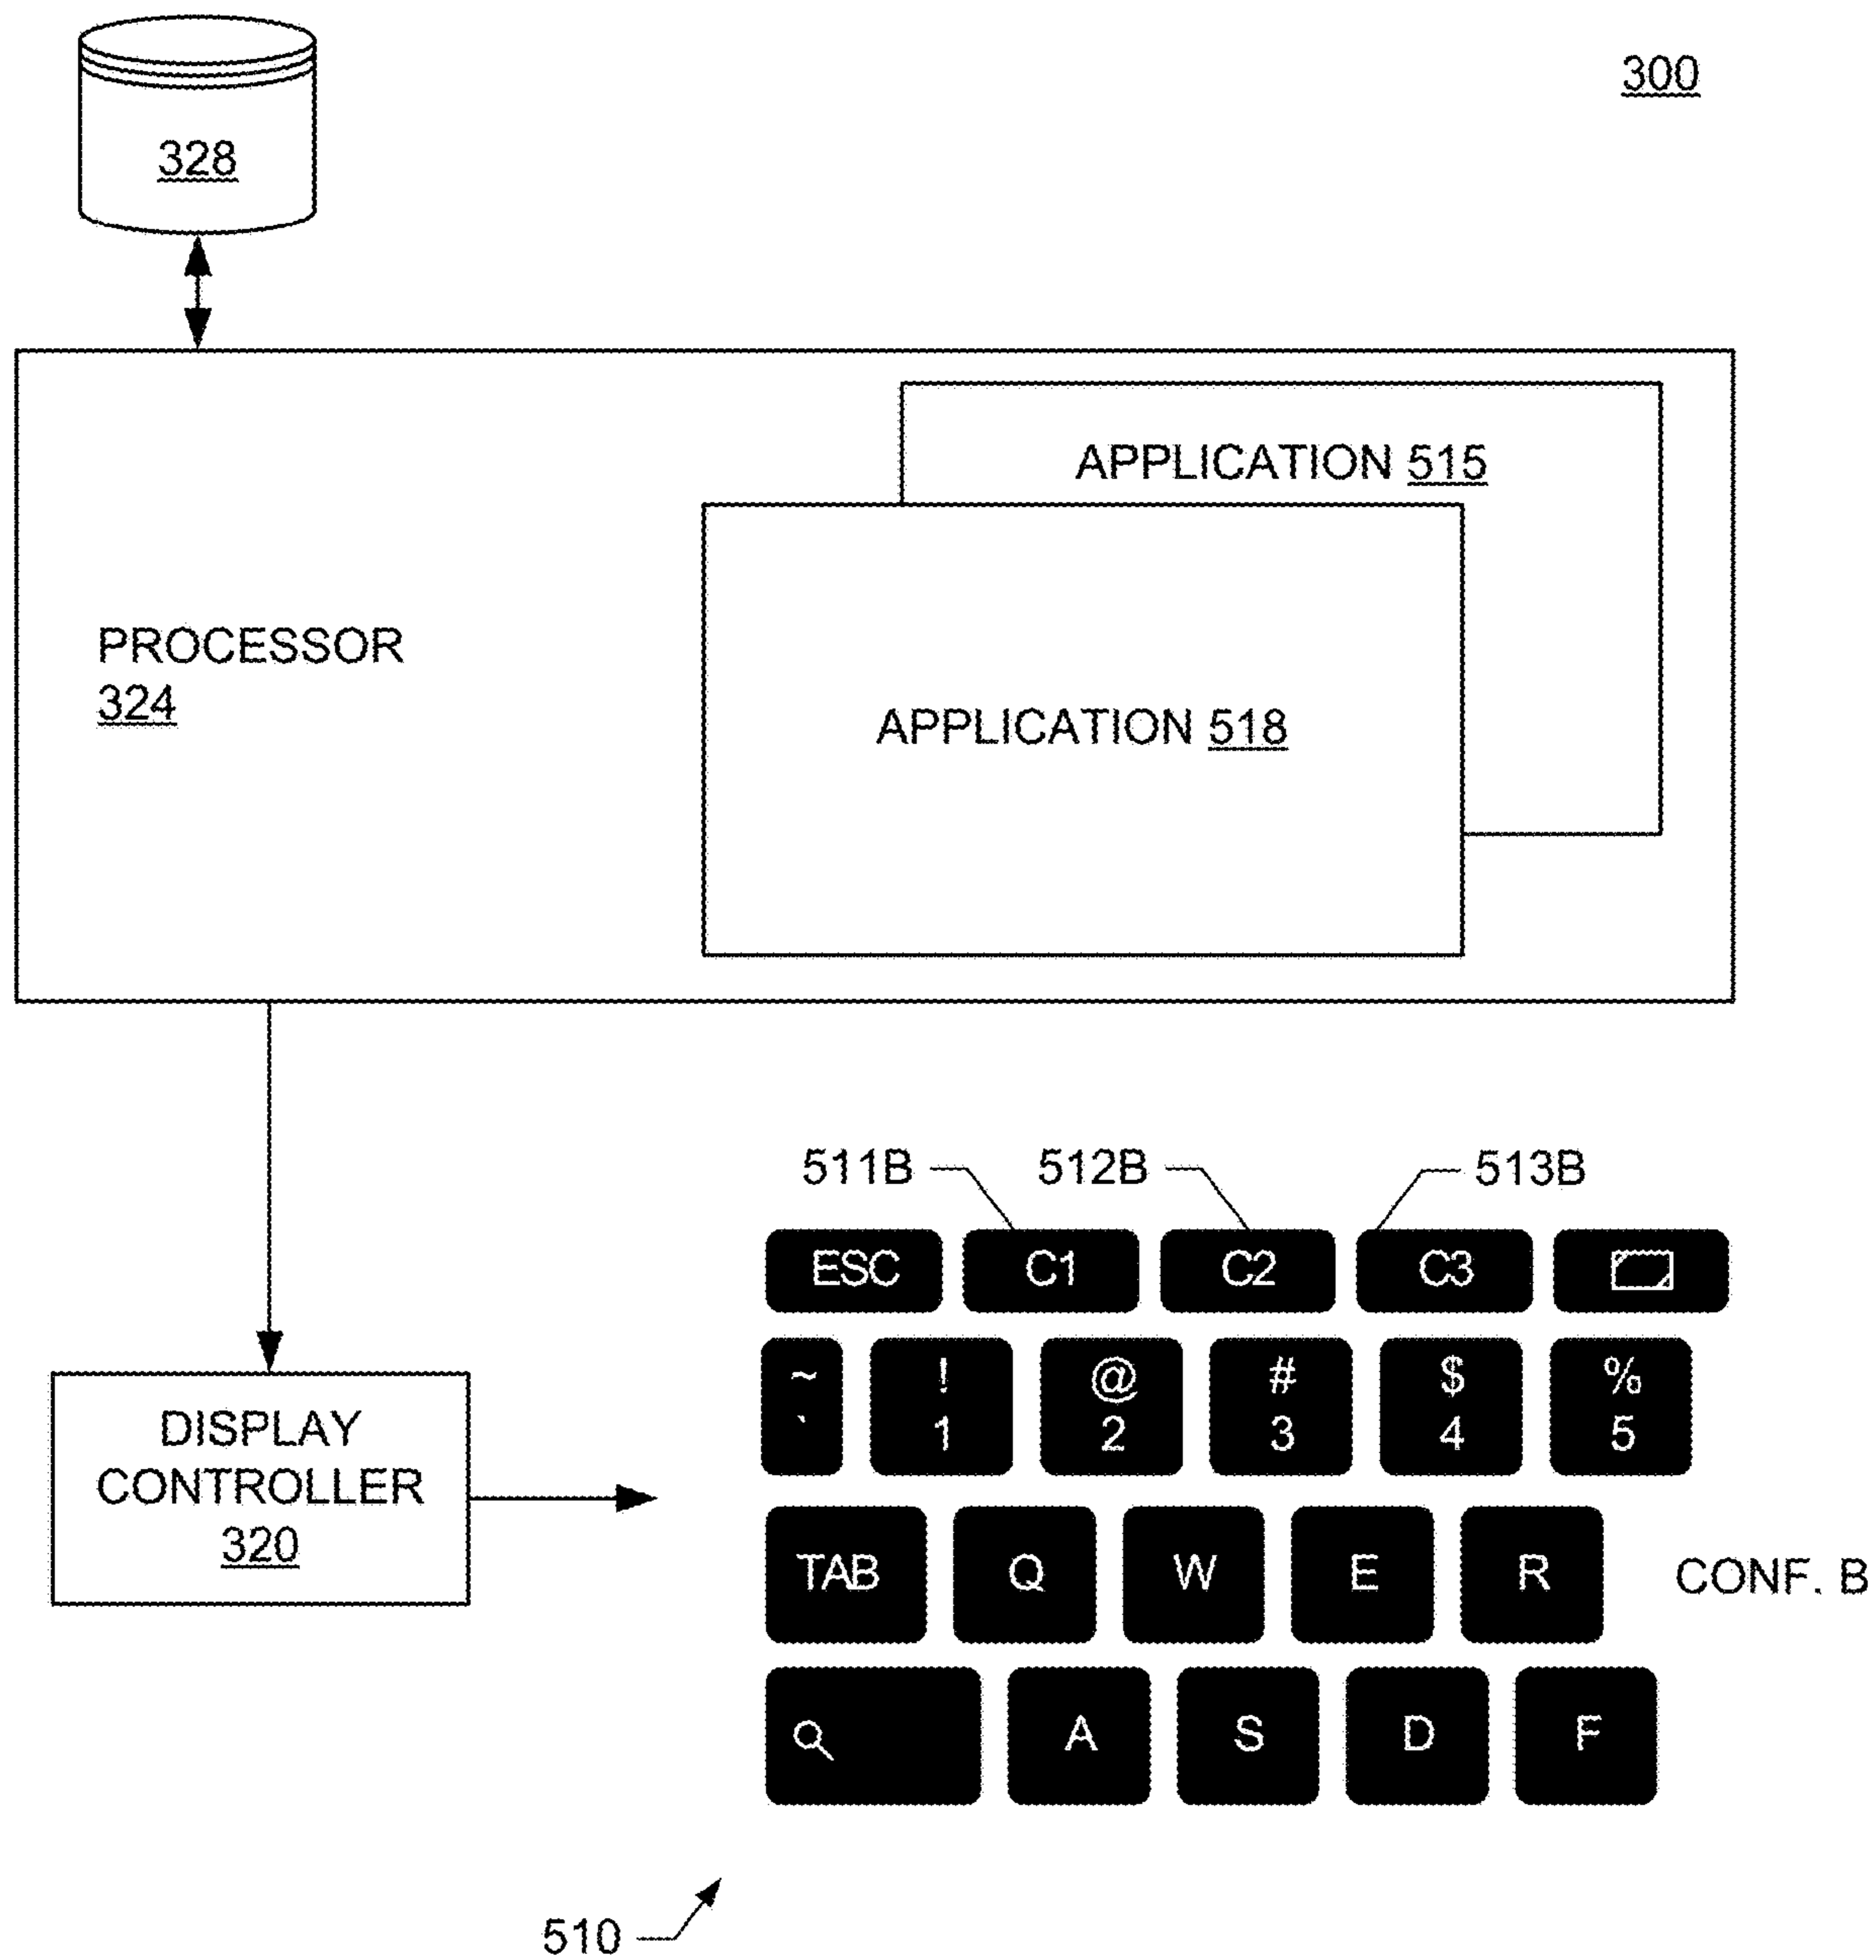 300
328
APPLICATION 515
PROCESSOR
324
APPLICATION 518
511B 512B 513B
ESC C1 C2 C3
~ ! @ # $ %
` 1 2 3 4 5
DISPLAY
CONTROLLER
320
TAB Q W E R CONF. B
A S D F
510